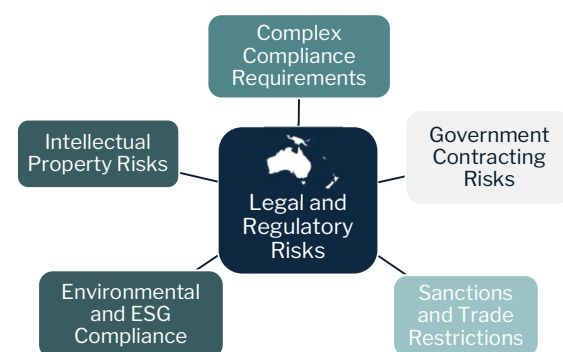 Complex
Compliance
Requirements
Intellectual
Property Risks
Government
Contracting
Risks
Legal and
Regulatory
Risks
Environmental
and ESG
Compliance
Sanctions
and Trade
Restrictions